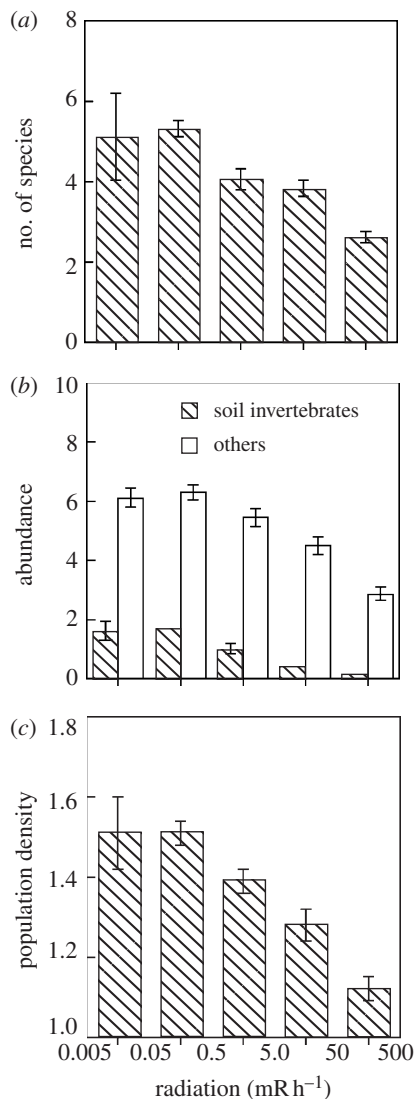 (a)
8
6
4
2
0
no. of species
(b)
10
8
6
4
2
0
abundance
soil invertebrates
others
(c)
1.8
1.6
1.4
1.2
1.0
population density
0.005 0.05 0.5 5.0 50 500
radiation (mR h⁻¹)